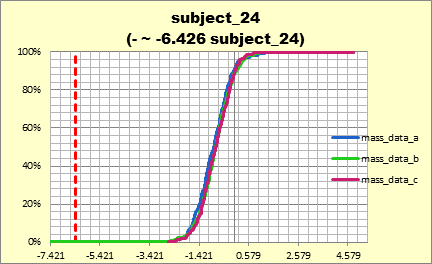 subject_24
(- ~ -6.426 subject_24)
100%
80%
60%
40%
20%
0%
mass_data_a
mass_data_b
mass_data_c
-7.421 -5.421 -3.421 -1.421 0.579 2.579 4.579